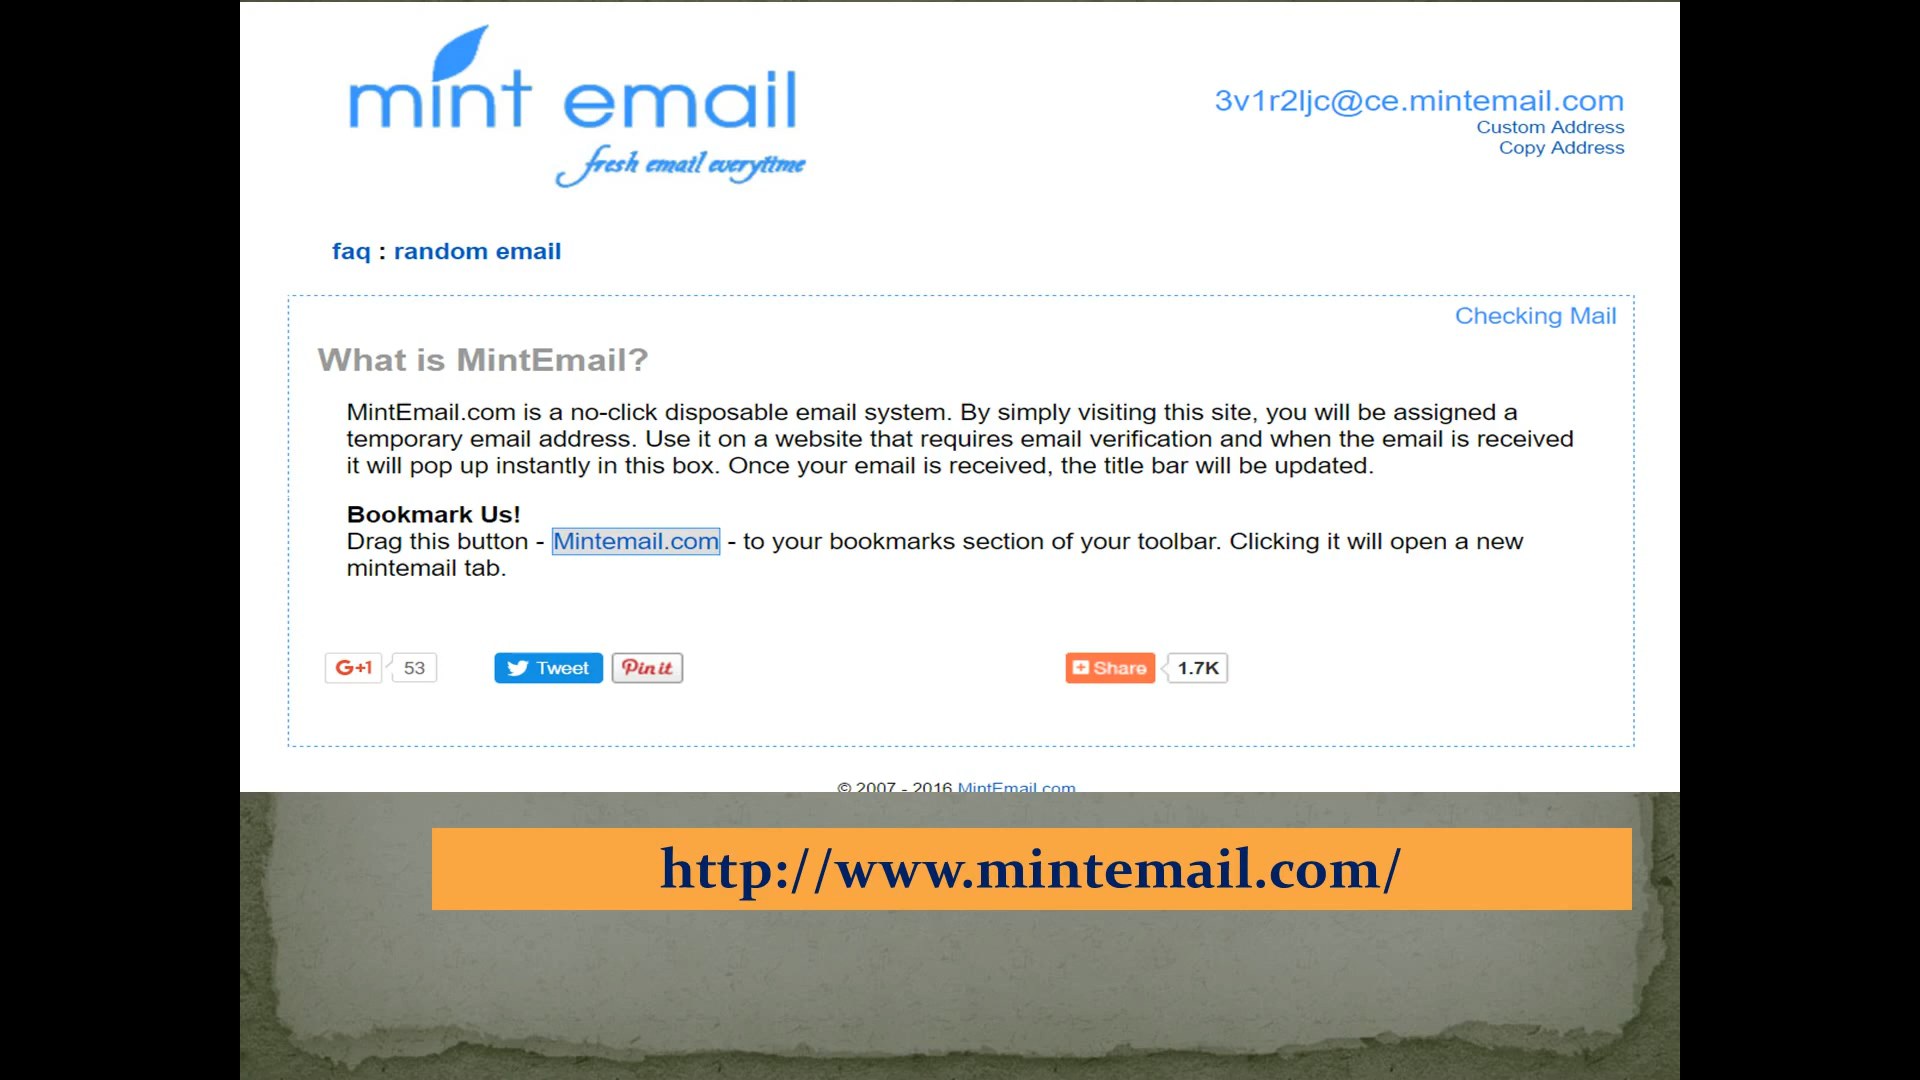 mint email
fresh email everytime
3v1r2ljc@ce.mintemail.com
Custom Address
Copy Address
faq : random email
Checking Mail
What is MintEmail?
MintEmail.com is a no-click disposable email system. By simply visiting this site, you will be assigned a
temporary email address. Use it on a website that requires email verification and when the email is received
it will pop up instantly in this box. Once your email is received, the title bar will be updated.
Bookmark Us!
Drag this button - Mintemail.com - to your bookmarks section of your toolbar. Clicking it will open a new
mintemail tab.
G+1 53 Tweet Pin it Share 1.7K
© 2007 - 2016 MintEmail.com
http://www.mintemail.com/